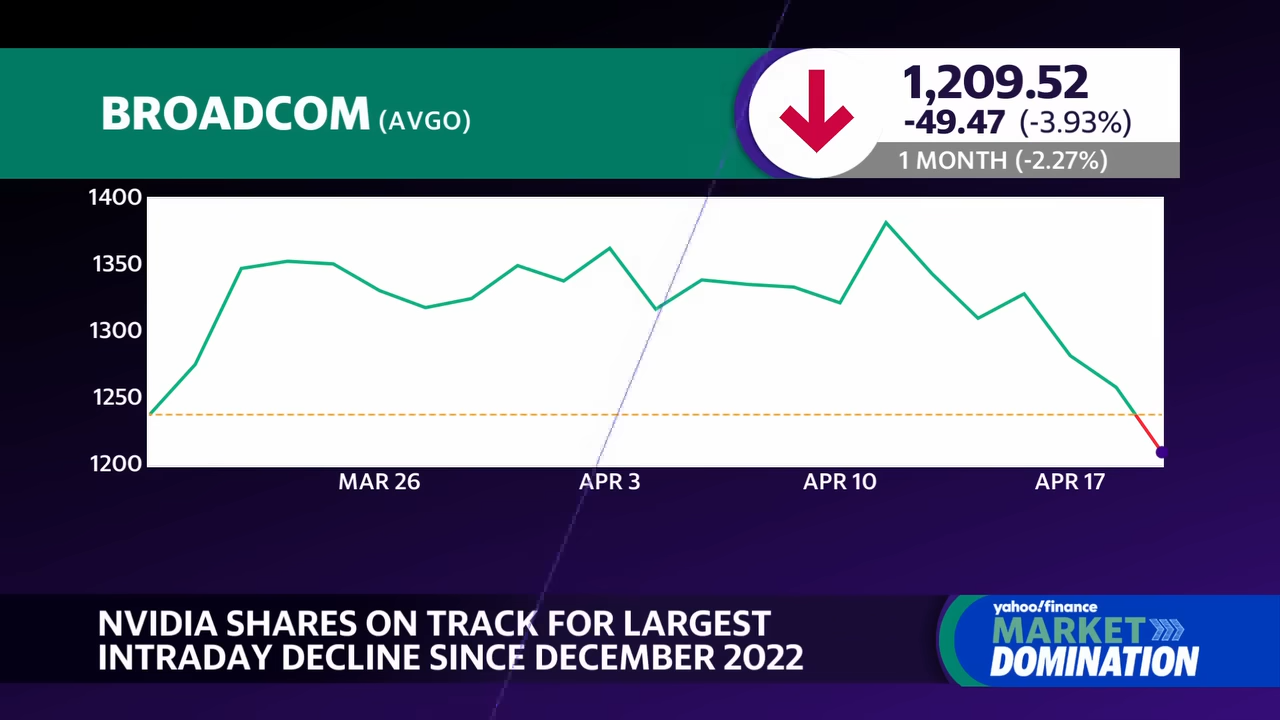 BROADCOM (AVGO)
1,209.52
-49.47 (-3.93%)
1 MONTH (-2.27%)
1400
1350
1300
1250
1200
MAR 26 APR 3 APR 10 APR 17
NVIDIA SHARES ON TRACK FOR LARGEST
INTRADAY DECLINE SINCE DECEMBER 2022
yahoo!finance
MARKET
DOMINATION